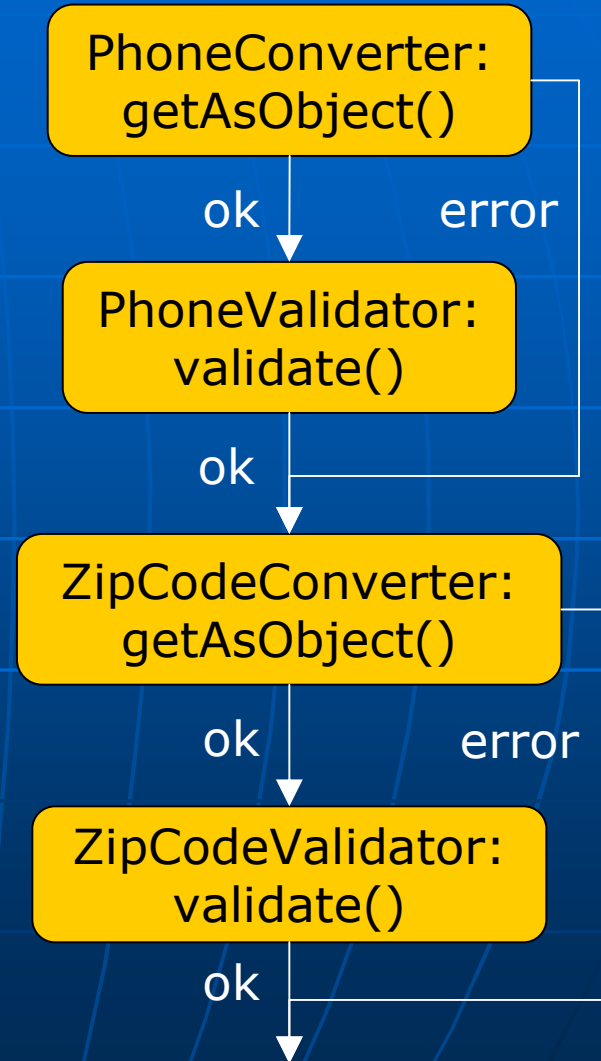 PhoneConverter:
getAsObject()
ok
error
PhoneValidator:
validate()
ok
ZipCodeConverter:
getAsObject()
ok
error
ZipCodeValidator:
validate()
ok